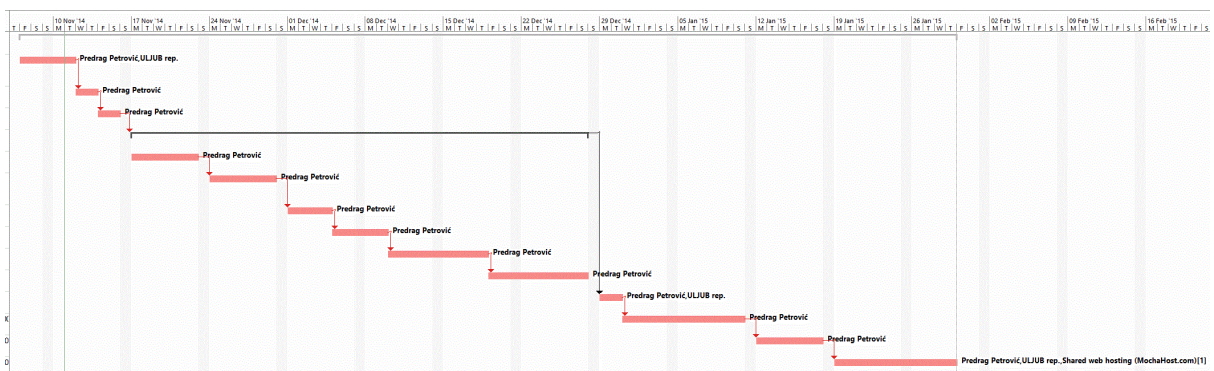 10 Nov '14 17 Nov '14 24 Nov '14 01 Dec '14 08 Dec '14 15 Dec '14 22 Dec '14 29 Dec '14 05 Jan '15 12 Jan '15 19 Jan '15 26 Jan '15 02 Feb '15 09 Feb '15 16 Feb '15
T F S S M T W T F S S M T W T F S S M T W T F S S M T W T F S S M T W T F S S M T W T F S S M T W T F S S M T W T F S S M T W T F S S M T W T F S S M T W T F S S M T W T F S S M T W T F S S M T W T F S S M T W T F S
Predrag Petrović,ULJUB rep.
Predrag Petrović
Predrag Petrović
Predrag Petrović
Predrag Petrović
Predrag Petrović
Predrag Petrović
Predrag Petrović
Predrag Petrović
Predrag Petrović,ULJUB rep.
Predrag Petrović
Predrag Petrović
Predrag Petrović,ULJUB rep.,Shared web hosting (MochaHost.com)[1]